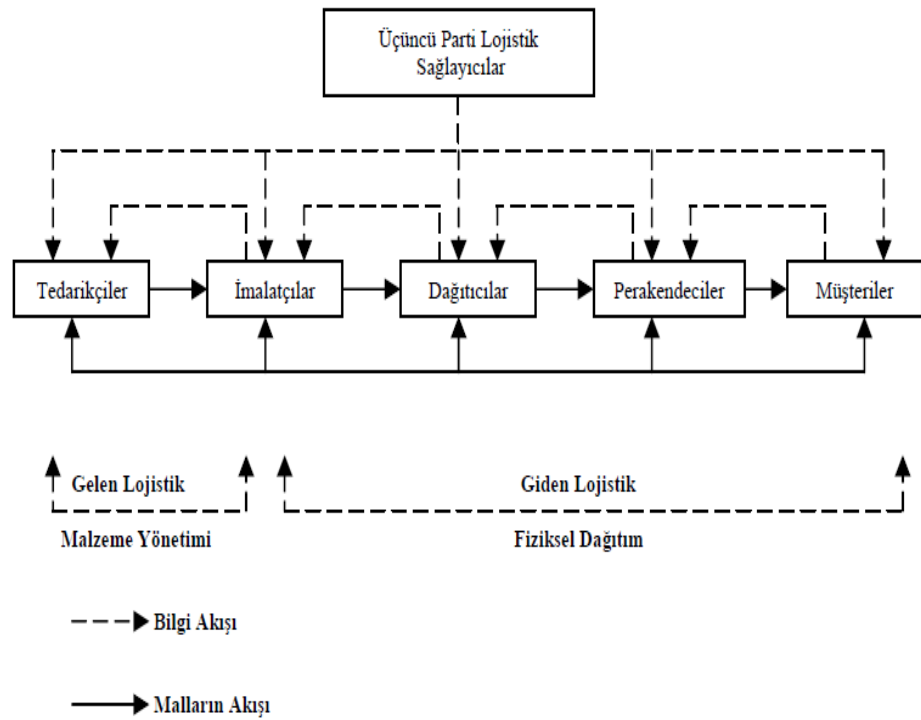 Üçüncü Parti Lojistik
Sağlayıcılar
Tedarikçiler
İmalatçılar
Dağıtıcılar
Perakendeciler
Müşteriler
Gelen Lojistik
Giden Lojistik
Malzeme Yönetimi
Fiziksel Dağıtım
Bilgi Akışı
Malların Akışı